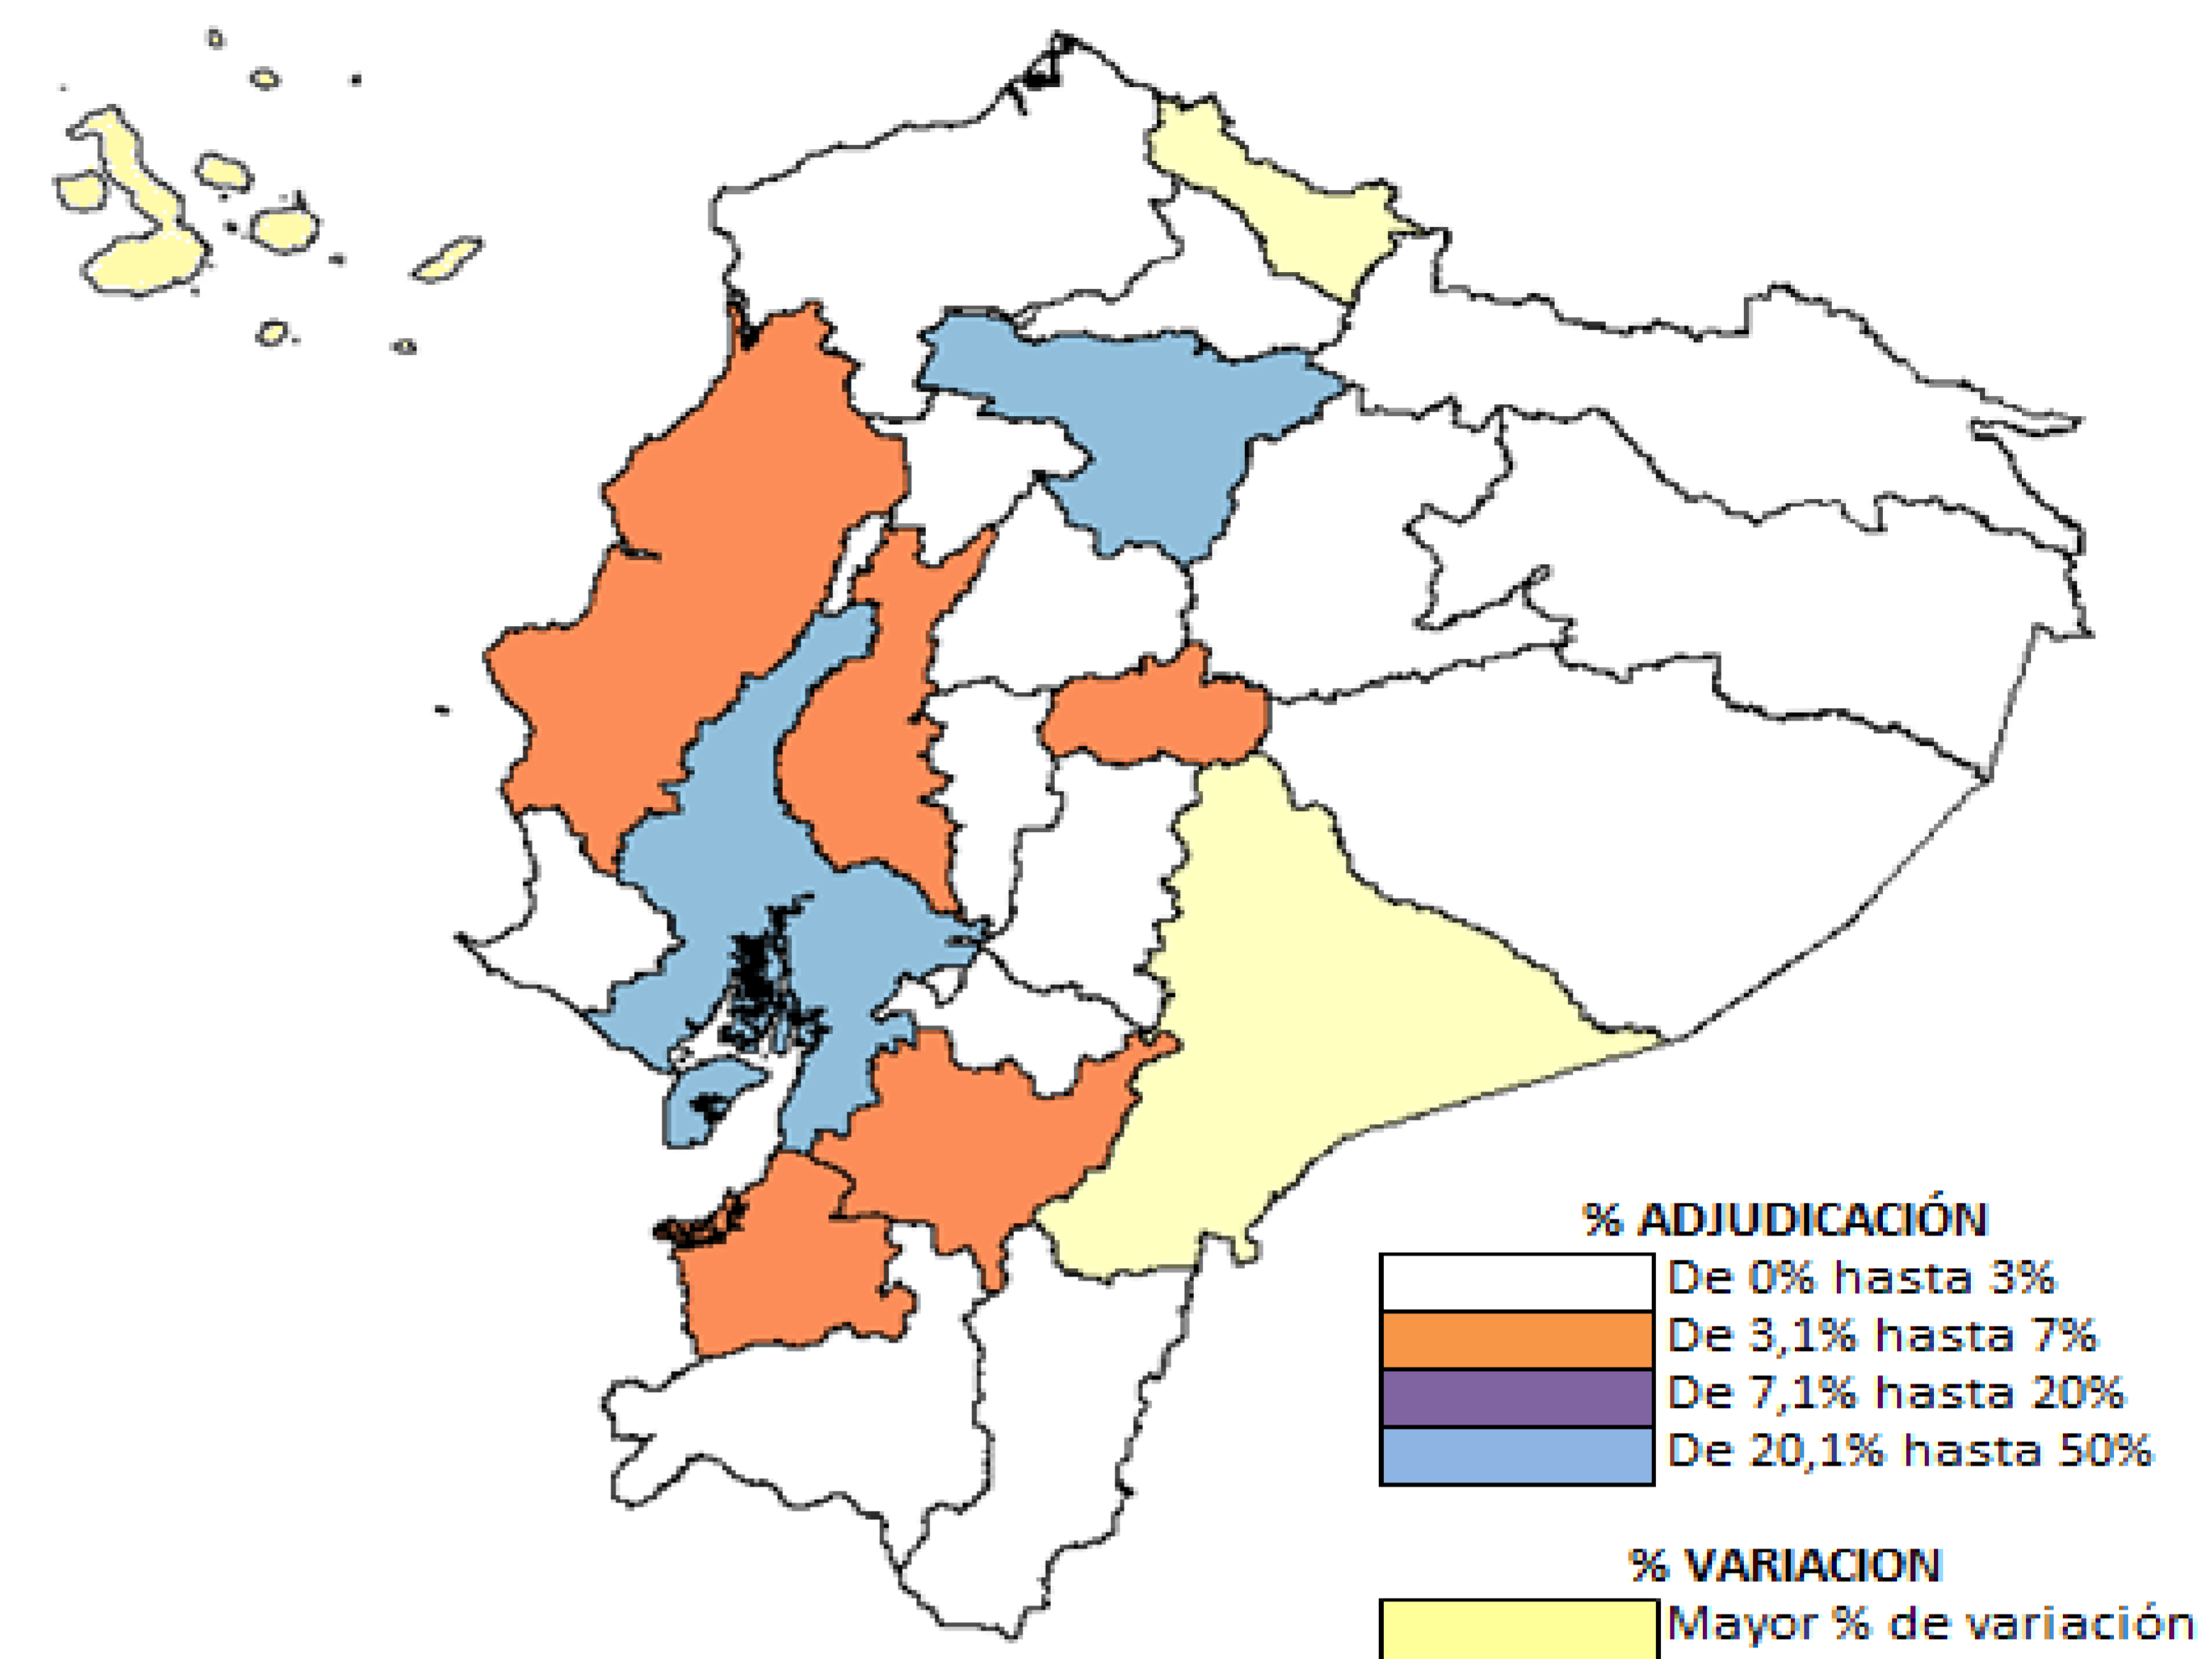 % ADJUDICACIÓN
De 0% hasta 3%
De 3,1% hasta 7%
De 7,1% hasta 20%
De 20,1% hasta 50%
% VARIACION
Mayor % de variación